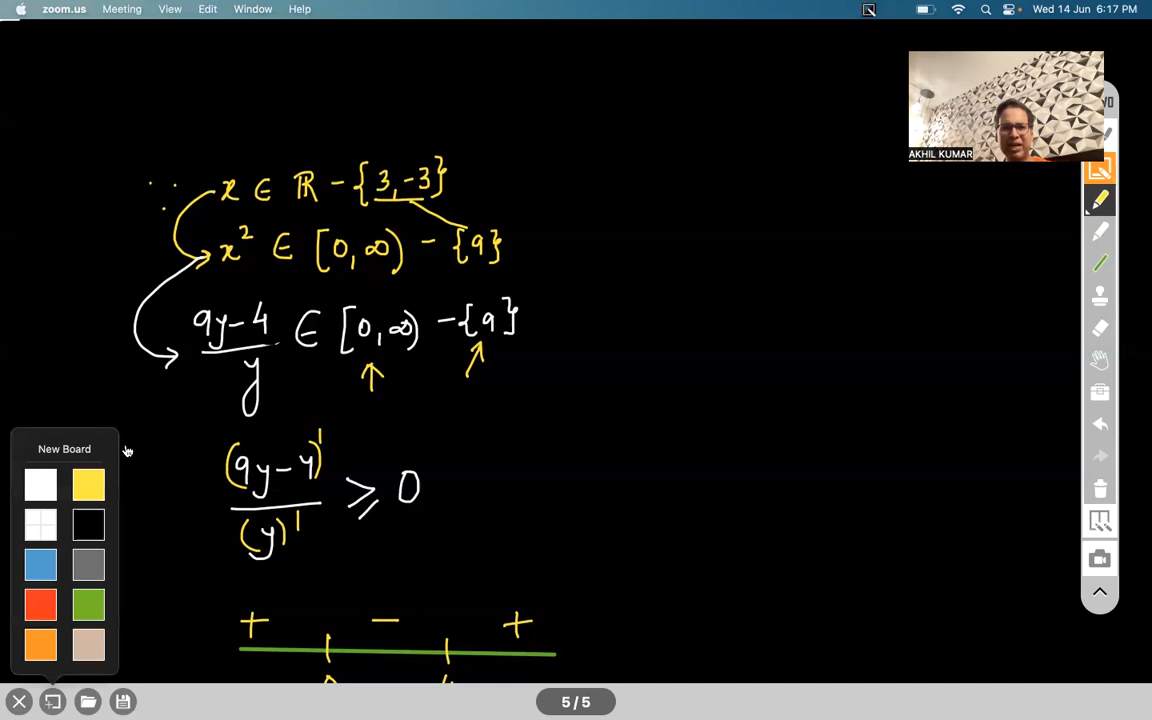 zoom.us Meeting View Edit Window Help Wed 14 Jun 6:17 PM
AKHIL KUMAR
∵ x ∈ ℝ - {3, -3}
x² ∈ [0, ∞) - {9}
(9y-4)/y ∈ [0, ∞) - {9}
New Board
(9y-4)¹/(y)¹ ≥ 0
+ - +
5 / 5